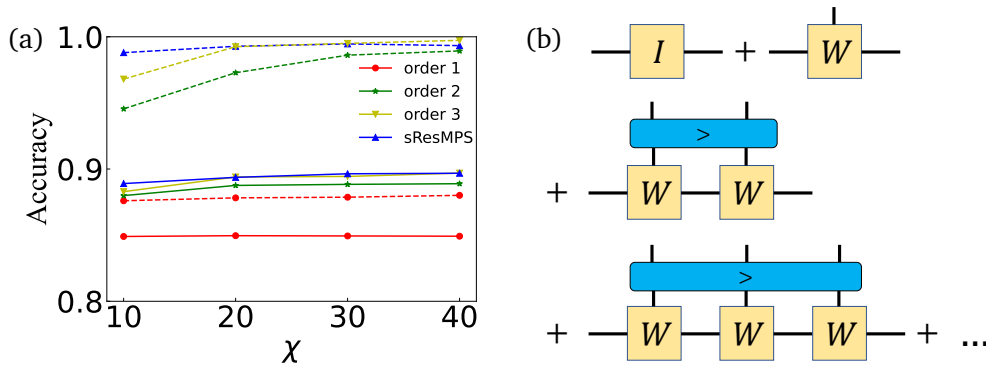 (a)
Accuracy
1.0
0.9
0.8
10 20 30 40
χ
order 1
order 2
order 3
sResMPS
(b)
I + W
>
+ W W
>
+ W W W + ...